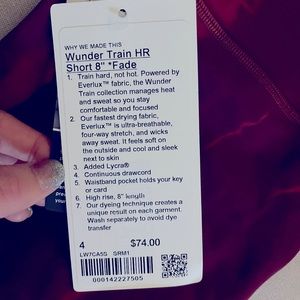 WHY WE MADE THIS
Wunder Train HR
Short 8" *Fade
1. Train hard, not hot. Powered by
Everlux™ fabric, the Wunder
Train collection manages heat
and sweat so you stay
comfortable and focused
2. Our fastest drying fabric,
Everlux™ is ultra-breathable,
four-way stretch, and wicks
away sweat. It feels soft on
the outside and cool and sleek
next to skin
3. Added Lycra®
4. Continuous drawcord
5. Waistband pocket holds your key
or card
6. High rise, 8" length
7. Our dyeing technique creates a
unique result on each garment.
Wash separately to avoid dye
transfer
4 $74.00
LW7CA5S SRM1
000142227505